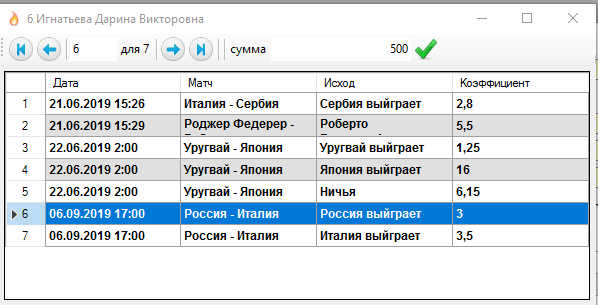 6 Игнатьева Дарина Викторовна
6 для 7 сумма 500
Дата Матч Исход Коэффициент
1 21.06.2019 15:26 Италия - Сербия Сербия выйграет 2,8
2 21.06.2019 15:29 Роджер Федерер - Роберто 5,5
3 22.06.2019 2:00 Уругвай - Япония Уругвай выйграет 1,25
4 22.06.2019 2:00 Уругвай - Япония Япония выйграет 16
5 22.06.2019 2:00 Уругвай - Япония Ничья 6,15
6 06.09.2019 17:00 Россия - Италия Россия выйграет 3
7 06.09.2019 17:00 Россия - Италия Италия выйграет 3,5